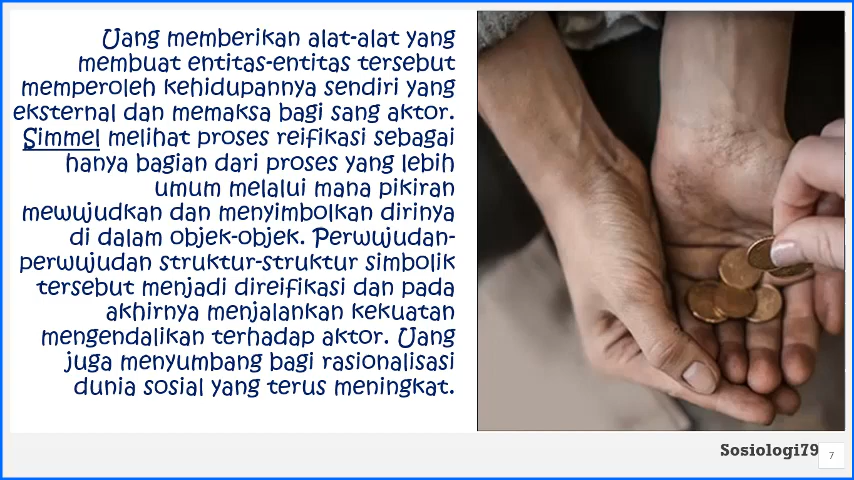 Uang memberikan alat-alat yang
membuat entitas-entitas tersebut
memperoleh kehidupannya sendiri yang
eksternal dan memaksa bagi sang aktor.
Simmel melihat proses reifikasi sebagai
hanya bagian dari proses yang lebih
umum melalui mana pikiran
mewujudkan dan menyimbolkan dirinya
di dalam objek-objek. Perwujudan-
perwujudan struktur-struktur simbolik
tersebut menjadi direifikasi dan pada
akhirnya menjalankan kekuatan
mengendalikan terhadap aktor. Uang
juga menyumbang bagi rasionalisasi
dunia sosial yang terus meningkat.
Sosiologi79
7